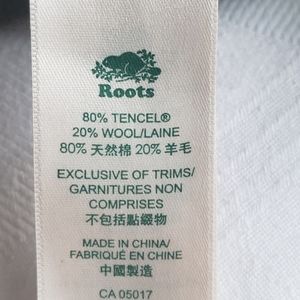 Roots
80% TENCEL®
20% WOOL/LAINE
80% 天然棉 20% 羊毛
EXCLUSIVE OF TRIMS/
GARNITURES NON
COMPRISES
不包括點綴物
MADE IN CHINA/
FABRIQUÉ EN CHINE
中國製造
CA 05017